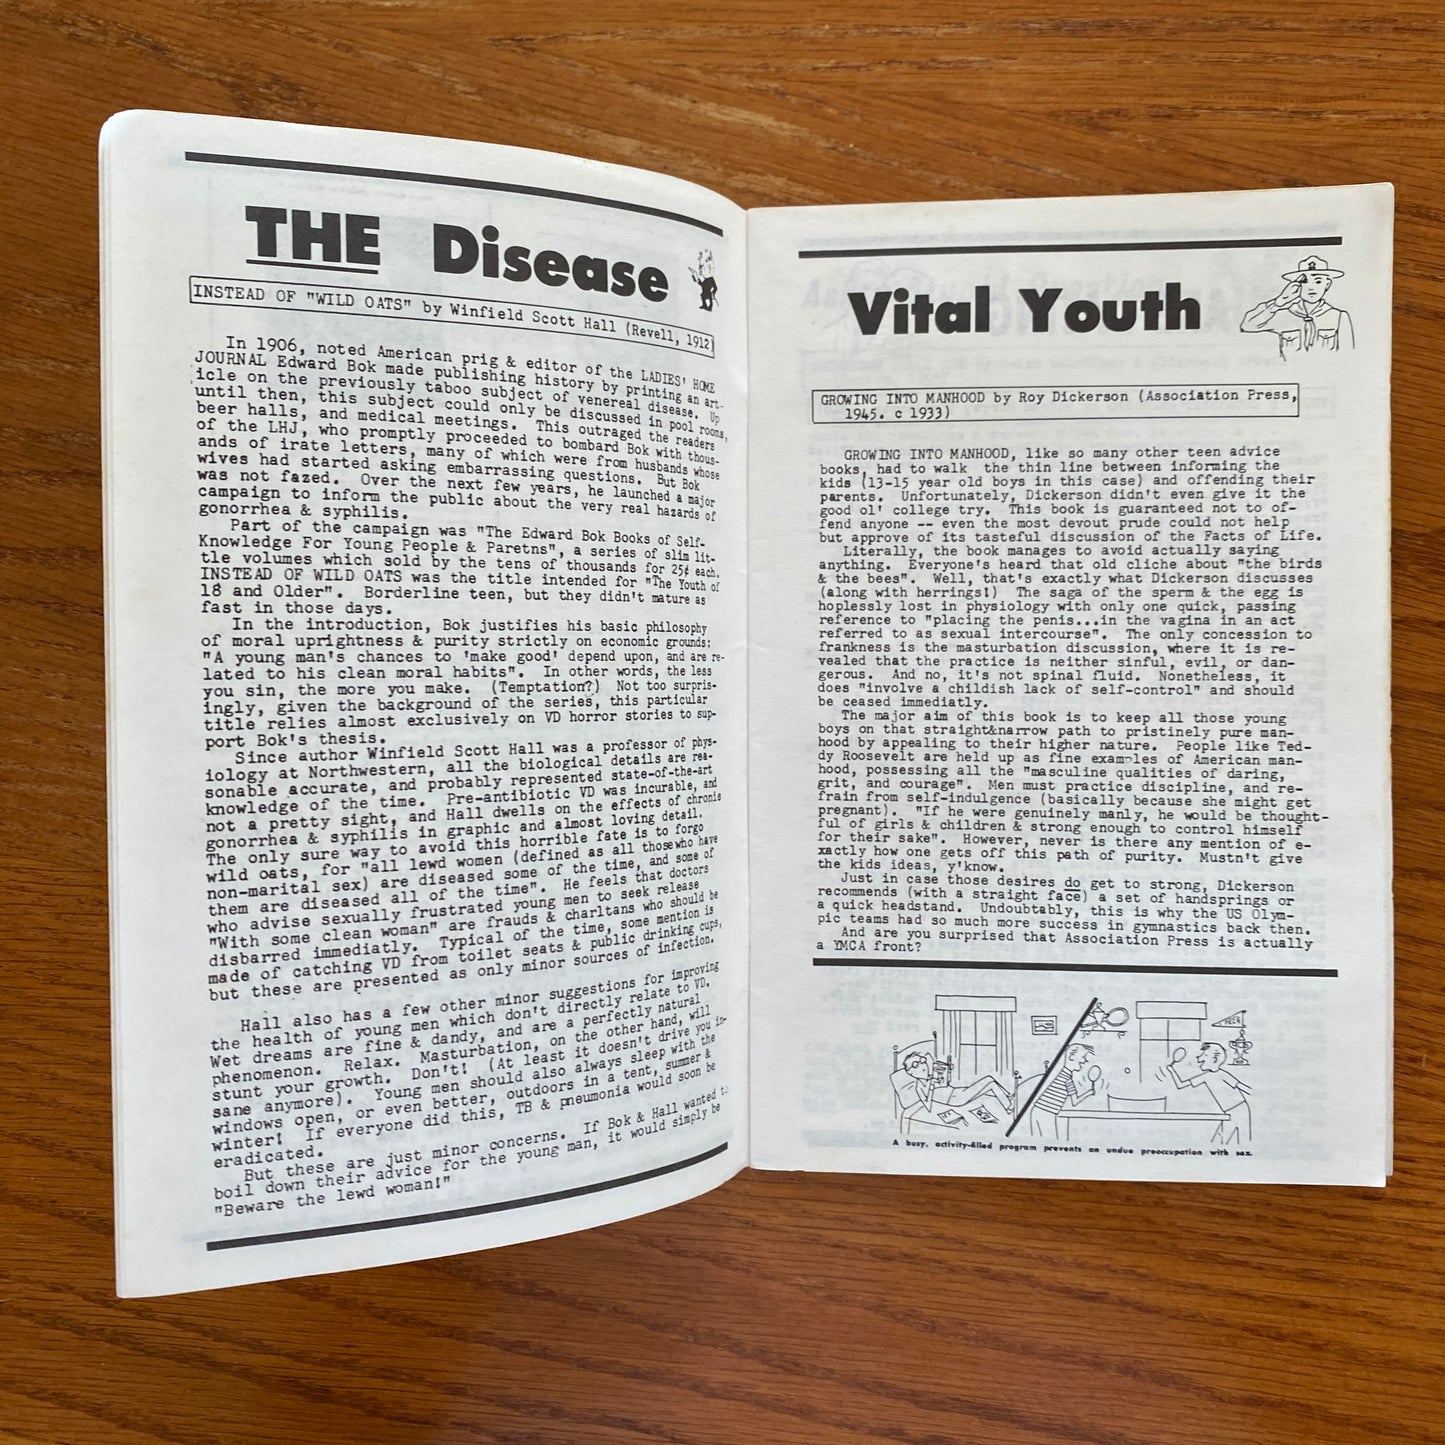 THE Disease
INSTEAD OF "WILD OATS" by Winfield Scott Hall (Revell, 1912)
In 1906, noted American prig & editor of the LADIES' HOME
JOURNAL Edward Bok made publishing history by printing an art-
icle on the previously taboo subject of venereal disease. Up
until then, this subject could only be discussed in pool rooms,
beer halls, and medical meetings. This outraged the readers
of the LHJ, who promptly proceeded to bombard Bok with thous-
ands of irate letters, many of which were from husbands whose
wives had started asking embarrassing questions. But Bok
was not fazed. Over the next few years, he launched a major
campaign to inform the public about the very real hazards of
gonorrhea & syphilis.
Part of the campaign was "The Edward Bok Books of Self-
Knowledge For Young People & Paretns", a series of slim lit-
tle volumes which sold by the tens of thousands for 25¢ each.
INSTEAD OF WILD OATS was the title intended for "The Youth of
18 and Older". Borderline teen, but they didn't mature as
fast in those days.
In the introduction, Bok justifies his basic philosophy
of moral uprightness & purity strictly on economic grounds:
"A young man's chances to 'make good' depend upon, and are re-
lated to his clean moral habits". In other words, the less
you sin, the more you make. (Temptation?) Not too surpris-
ingly, given the background of the series, this particular
title relies almost exclusively on VD horror stories to sup-
port Bok's thesis.
Since author Winfield Scott Hall was a professor of phys-
iology at Northwestern, all the biological details are rea-
sonable accurate, and probably represented state-of-the-art
knowledge of the time. Pre-antibiotic VD was incurable, and
not a pretty sight, and Hall dwells on the effects of chronis
gonorrhea & syphilis in graphic and almost loving detail.
The only sure way to avoid this horrible fate is to forgo
wild oats, for "all lewd women (defined as all those who have
non-marital sex) are diseased some of the time, and some of
them are diseased all of the time". He feels that doctors
who advise sexually frustrated young men to seek release
"With some clean woman" are frauds & charltans who should be
disbarred immediatly. Typical of the time, some mention is
made of catching VD from toilet seats & public drinking cups,
but these are presented as only minor sources of infection.
Hall also has a few other minor suggestions for improving
the health of young men which don't directly relate to VD.
Wet dreams are fine & dandy, and are a perfectly natural
phenomenon. Relax. Masturbation, on the other hand, will
stunt your growth. Don't! (At least it doesn't drive you in-
sane anymore). Young men should also always sleep with the
windows open, or even better, outdoors in a tent, summer &
winter! If everyone did this, TB & pneumonia would soon be
eradicated.
But these are just minor concerns. If Bok & Hall wanted to
boil down their advice for the young man, it would simply be
"Beware the lewd woman!"
Vital Youth
GROWING INTO MANHOOD by Roy Dickerson (Association Press,
1945. c 1933)
GROWING INTO MANHOOD, like so many other teen advice
books, had to walk the thin line between informing the
kids (13-15 year old boys in this case) and offending their
parents. Unfortunately, Dickerson didn't even give it the
good ol' college try. This book is guaranteed not to of-
fend anyone -- even the most devout prude could not help
but approve of its tasteful discussion of the Facts of Life.
Literally, the book manages to avoid actually saying
anything. Everyone's heard that old cliche about "the birds
& the bees". Well, that's exactly what Dickerson discusses
(along with herrings!) The saga of the sperm & the egg is
hoplessly lost in physiology with only one quick, passing
reference to "placing the penis...in the vagina in an act
referred to as sexual intercourse". The only concession to
frankness is the masturbation discussion, where it is re-
vealed that the practice is neither sinful, evil, or dan-
gerous. And no, it's not spinal fluid. Nonetheless, it
does "involve a childish lack of self-control" and should
be ceased immediatly.
The major aim of this book is to keep all those young
boys on that straight&narrow path to pristinely pure man-
hood by appealing to their higher nature. People like Ted-
dy Roosevelt are held up as fine examples of American man-
hood, possessing all the "masculine qualities of daring,
grit, and courage". Men must practice discipline, and re-
frain from self-indulgence (basically because she might get
pregnant). "If he were genuinely manly, he would be thought-
ful of girls & children & strong enough to control himself
for their sake". However, never is there any mention of e-
xactly how one gets off this path of purity. Mustn't give
the kids ideas, y'know.
Just in case those desires do get to strong, Dickerson
recommends (with a straight face) a set of handsprings or
a quick headstand. Undoubtably, this is why the US Olym-
pic teams had so much more success in gymnastics back then.
And are you surprised that Association Press is actually
a YMCA front?
A busy, activity-filled program prevents an undue preoccupation with sex.